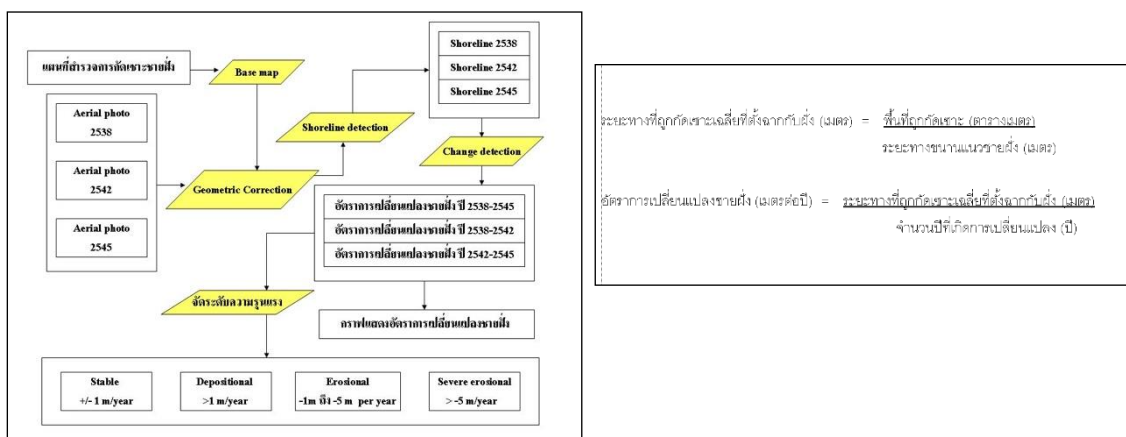 แผนที่สำรวจการกัดเซาะชายฝั่ง
Base map
Aerial photo
2538
Aerial photo
2542
Aerial photo
2545
Geometric Correction
Shoreline detection
Shoreline 2538
Shoreline 2542
Shoreline 2545
Change detection
อัตราการเปลี่ยนแปลงชายฝั่ง ปี 2538-2545
อัตราการเปลี่ยนแปลงชายฝั่ง ปี 2538-2542
อัตราการเปลี่ยนแปลงชายฝั่ง ปี 2542-2545
จัดระดับความรุนแรง
กราฟแสดงอัตราการเปลี่ยนแปลงชายฝั่ง
Stable
+/- 1 m/year
Depositional
>1 m/year
Erosional
-1m ถึง -5 m per year
Severe erosional
> -5 m/year
ระยะทางที่ถูกกัดเซาะเฉลี่ยที่ตั้งฉากกับฝั่ง (เมตร) = พื้นที่ถูกกัดเซาะ (ตารางเมตร)
ระยะทางขนานแนวชายฝั่ง (เมตร)
อัตราการเปลี่ยนแปลงชายฝั่ง (เมตรต่อปี) = ระยะทางที่ถูกกัดเซาะเฉลี่ยที่ตั้งฉากกับฝั่ง (เมตร)
จำนวนปีที่เกิดการเปลี่ยนแปลง (ปี)